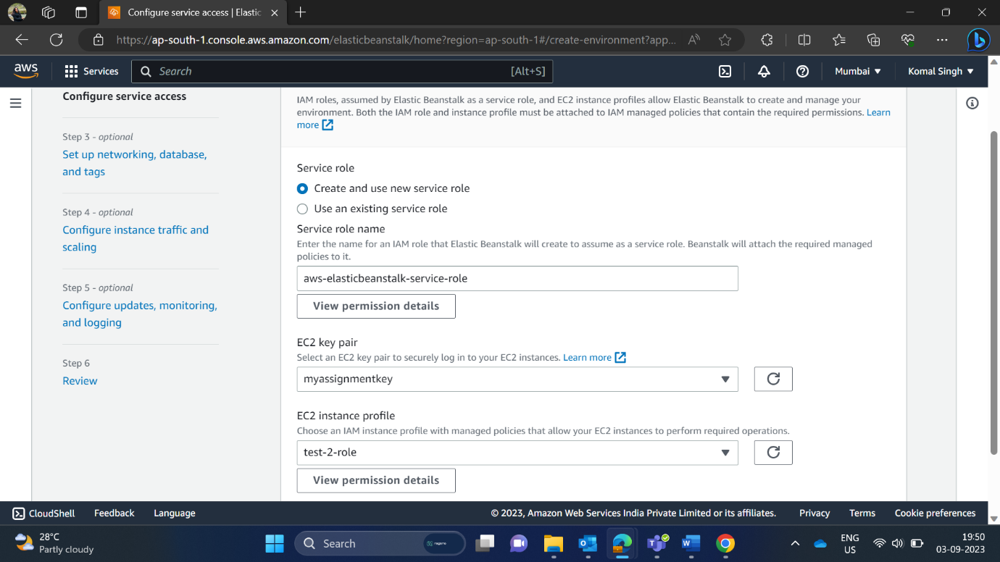 Configure service access | Elastic
https://ap-south-1.console.aws.amazon.com/elasticbeanstalk/home?region=ap-south-1#/create-environment?app...
aws
Services
Search
[Alt+S]
Mumbai
Komal Singh
Configure service access
Step 3 - optional
Set up networking, database,
and tags
Step 4 - optional
Configure instance traffic and
scaling
Step 5 - optional
Configure updates, monitoring,
and logging
Step 6
Review
IAM roles, assumed by Elastic Beanstalk as a service role, and EC2 instance profiles allow Elastic Beanstalk to create and manage your
environment. Both the IAM role and instance profile must be attached to IAM managed policies that contain the required permissions. Learn
more
Service role
Create and use new service role
Use an existing service role
Service role name
Enter the name for an IAM role that Elastic Beanstalk will create to assume as a service role. Beanstalk will attach the required managed
policies to it.
aws-elasticbeanstalk-service-role
View permission details
EC2 key pair
Select an EC2 key pair to securely log in to your EC2 instances. Learn more
myassignmentkey
EC2 instance profile
Choose an IAM instance profile with managed policies that allow your EC2 instances to perform required operations.
test-2-role
View permission details
CloudShell
Feedback
Language
© 2023, Amazon Web Services India Private Limited or its affiliates.
Privacy
Terms
Cookie preferences
28°C
Partly cloudy
Search
ENG
US
19:50
03-09-2023